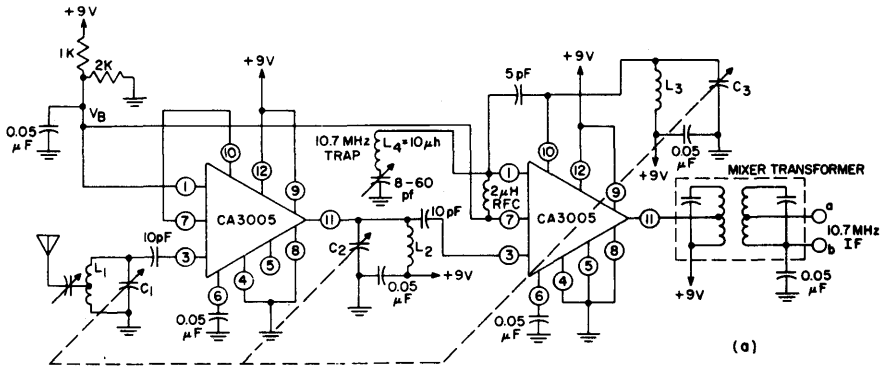 +9V
1K
2K
0.05
μF
VB
+9V
10
12
9
1
7
3
CA3005
11
8
5
4
6
10pF
L1
C1
0.05
μF
10.7 MHz
TRAP
L4=10μh
8-60
pf
10pF
C2
L2
+9V
0.05
μF
5pF
+9V
10
12
9
1
2μH
RFC
7
3
CA3005
11
8
5
4
6
0.05
μF
L3
C3
0.05
μF
+9V
MIXER TRANSFORMER
a
10.7MHz
IF
b
+9V
0.05
μF
(a)